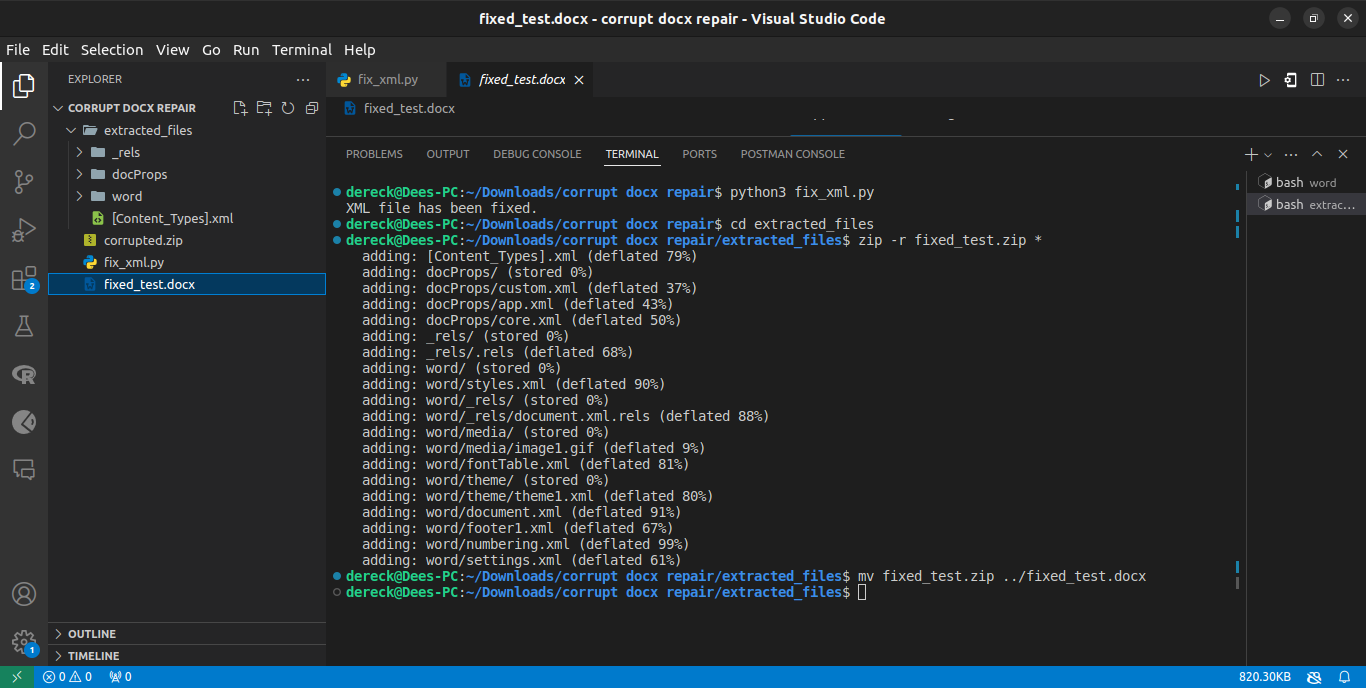 fixed_test.docx - corrupt docx repair - Visual Studio Code
File Edit Selection View Go Run Terminal Help
EXPLORER
CORRUPT DOCX REPAIR
extracted_files
_rels
docProps
word
[Content_Types].xml
corrupted.zip
fix_xml.py
fixed_test.docx
OUTLINE
TIMELINE
2
1
fix_xml.py
fixed_test.docx
fixed_test.docx
PROBLEMS OUTPUT DEBUG CONSOLE TERMINAL PORTS POSTMAN CONSOLE
dereck@Dees-PC:~/Downloads/corrupt docx repair$ python3 fix_xml.py
XML file has been fixed.
dereck@Dees-PC:~/Downloads/corrupt docx repair$ cd extracted_files
dereck@Dees-PC:~/Downloads/corrupt docx repair/extracted_files$ zip -r fixed_test.zip *
adding: [Content_Types].xml (deflated 79%)
adding: docProps/ (stored 0%)
adding: docProps/custom.xml (deflated 37%)
adding: docProps/app.xml (deflated 43%)
adding: docProps/core.xml (deflated 50%)
adding: _rels/ (stored 0%)
adding: _rels/.rels (deflated 68%)
adding: word/ (stored 0%)
adding: word/styles.xml (deflated 90%)
adding: word/_rels/ (stored 0%)
adding: word/_rels/document.xml.rels (deflated 88%)
adding: word/media/ (stored 0%)
adding: word/media/image1.gif (deflated 9%)
adding: word/fontTable.xml (deflated 81%)
adding: word/theme/ (stored 0%)
adding: word/theme/theme1.xml (deflated 80%)
adding: word/document.xml (deflated 91%)
adding: word/footer1.xml (deflated 67%)
adding: word/numbering.xml (deflated 99%)
adding: word/settings.xml (deflated 61%)
dereck@Dees-PC:~/Downloads/corrupt docx repair/extracted_files$ mv fixed_test.zip ../fixed_test.docx
dereck@Dees-PC:~/Downloads/corrupt docx repair/extracted_files$
bash word
bash extrac...
0 0 0
820.30KB